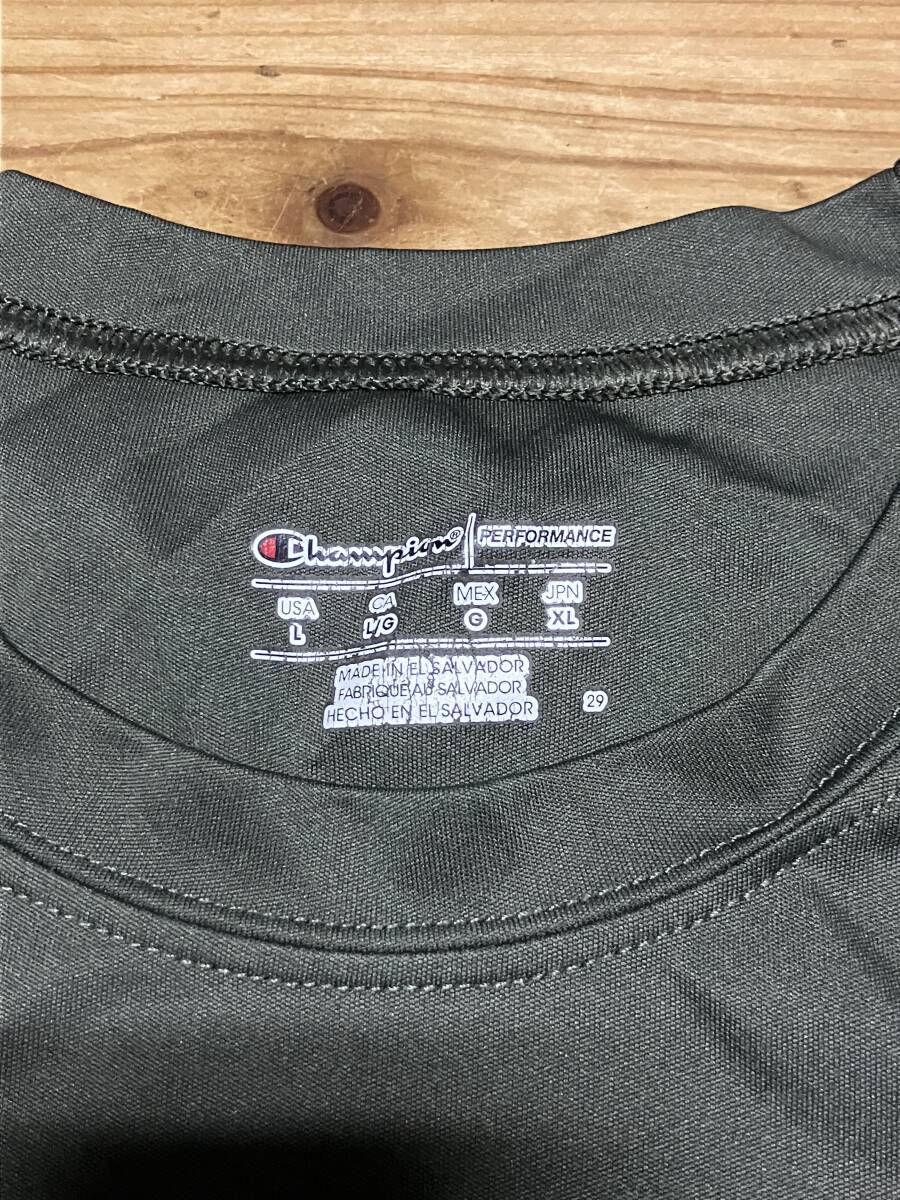 Champion PERFORMANCE
USA CA MEX JPN
L L/G G XL
MADE IN EL SALVADOR
FABRIQUÉ AU SALVADOR
HECHO EN EL SALVADOR 29